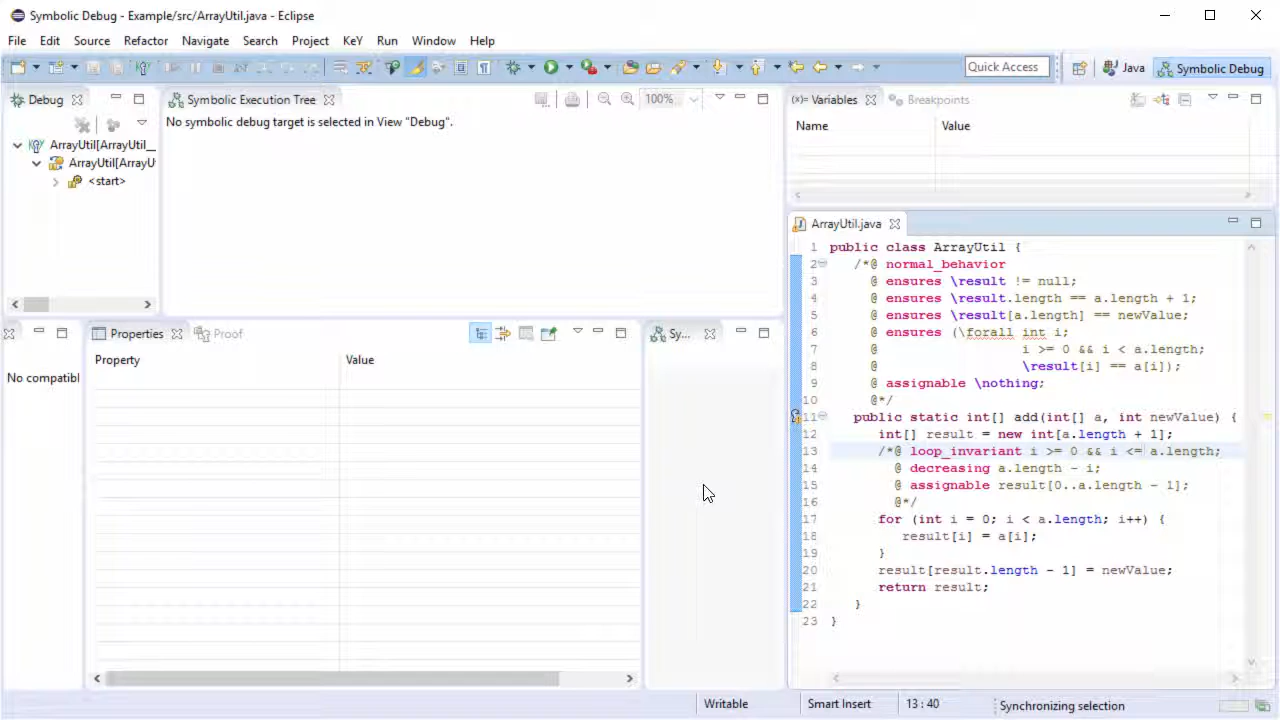 Symbolic Debug - Example/src/ArrayUtil.java - Eclipse
File Edit Source Refactor Navigate Search Project KeY Run Window Help
Quick Access Java Symbolic Debug
Debug
ArrayUtil[ArrayUtil__
ArrayUtil[ArrayU
<start>
Symbolic Execution Tree 100%
No symbolic debug target is selected in View "Debug".
(x)= Variables Breakpoints
Name Value
No compatibl
Properties Proof
Property Value
Sy...
ArrayUtil.java
1 public class ArrayUtil {
2 /*@ normal_behavior
3 @ ensures \result != null;
4 @ ensures \result.length == a.length + 1;
5 @ ensures \result[a.length] == newValue;
6 @ ensures (\forall int i;
7 @ i >= 0 && i < a.length;
8 @ \result[i] == a[i]);
9 @ assignable \nothing;
10 @*/
11 public static int[] add(int[] a, int newValue) {
12 int[] result = new int[a.length + 1];
13 /*@ loop_invariant i >= 0 && i <= a.length;
14 @ decreasing a.length - i;
15 @ assignable result[0..a.length - 1];
16 @*/
17 for (int i = 0; i < a.length; i++) {
18 result[i] = a[i];
19 }
20 result[result.length - 1] = newValue;
21 return result;
22 }
23 }
Writable Smart Insert 13 : 40 Synchronizing selection